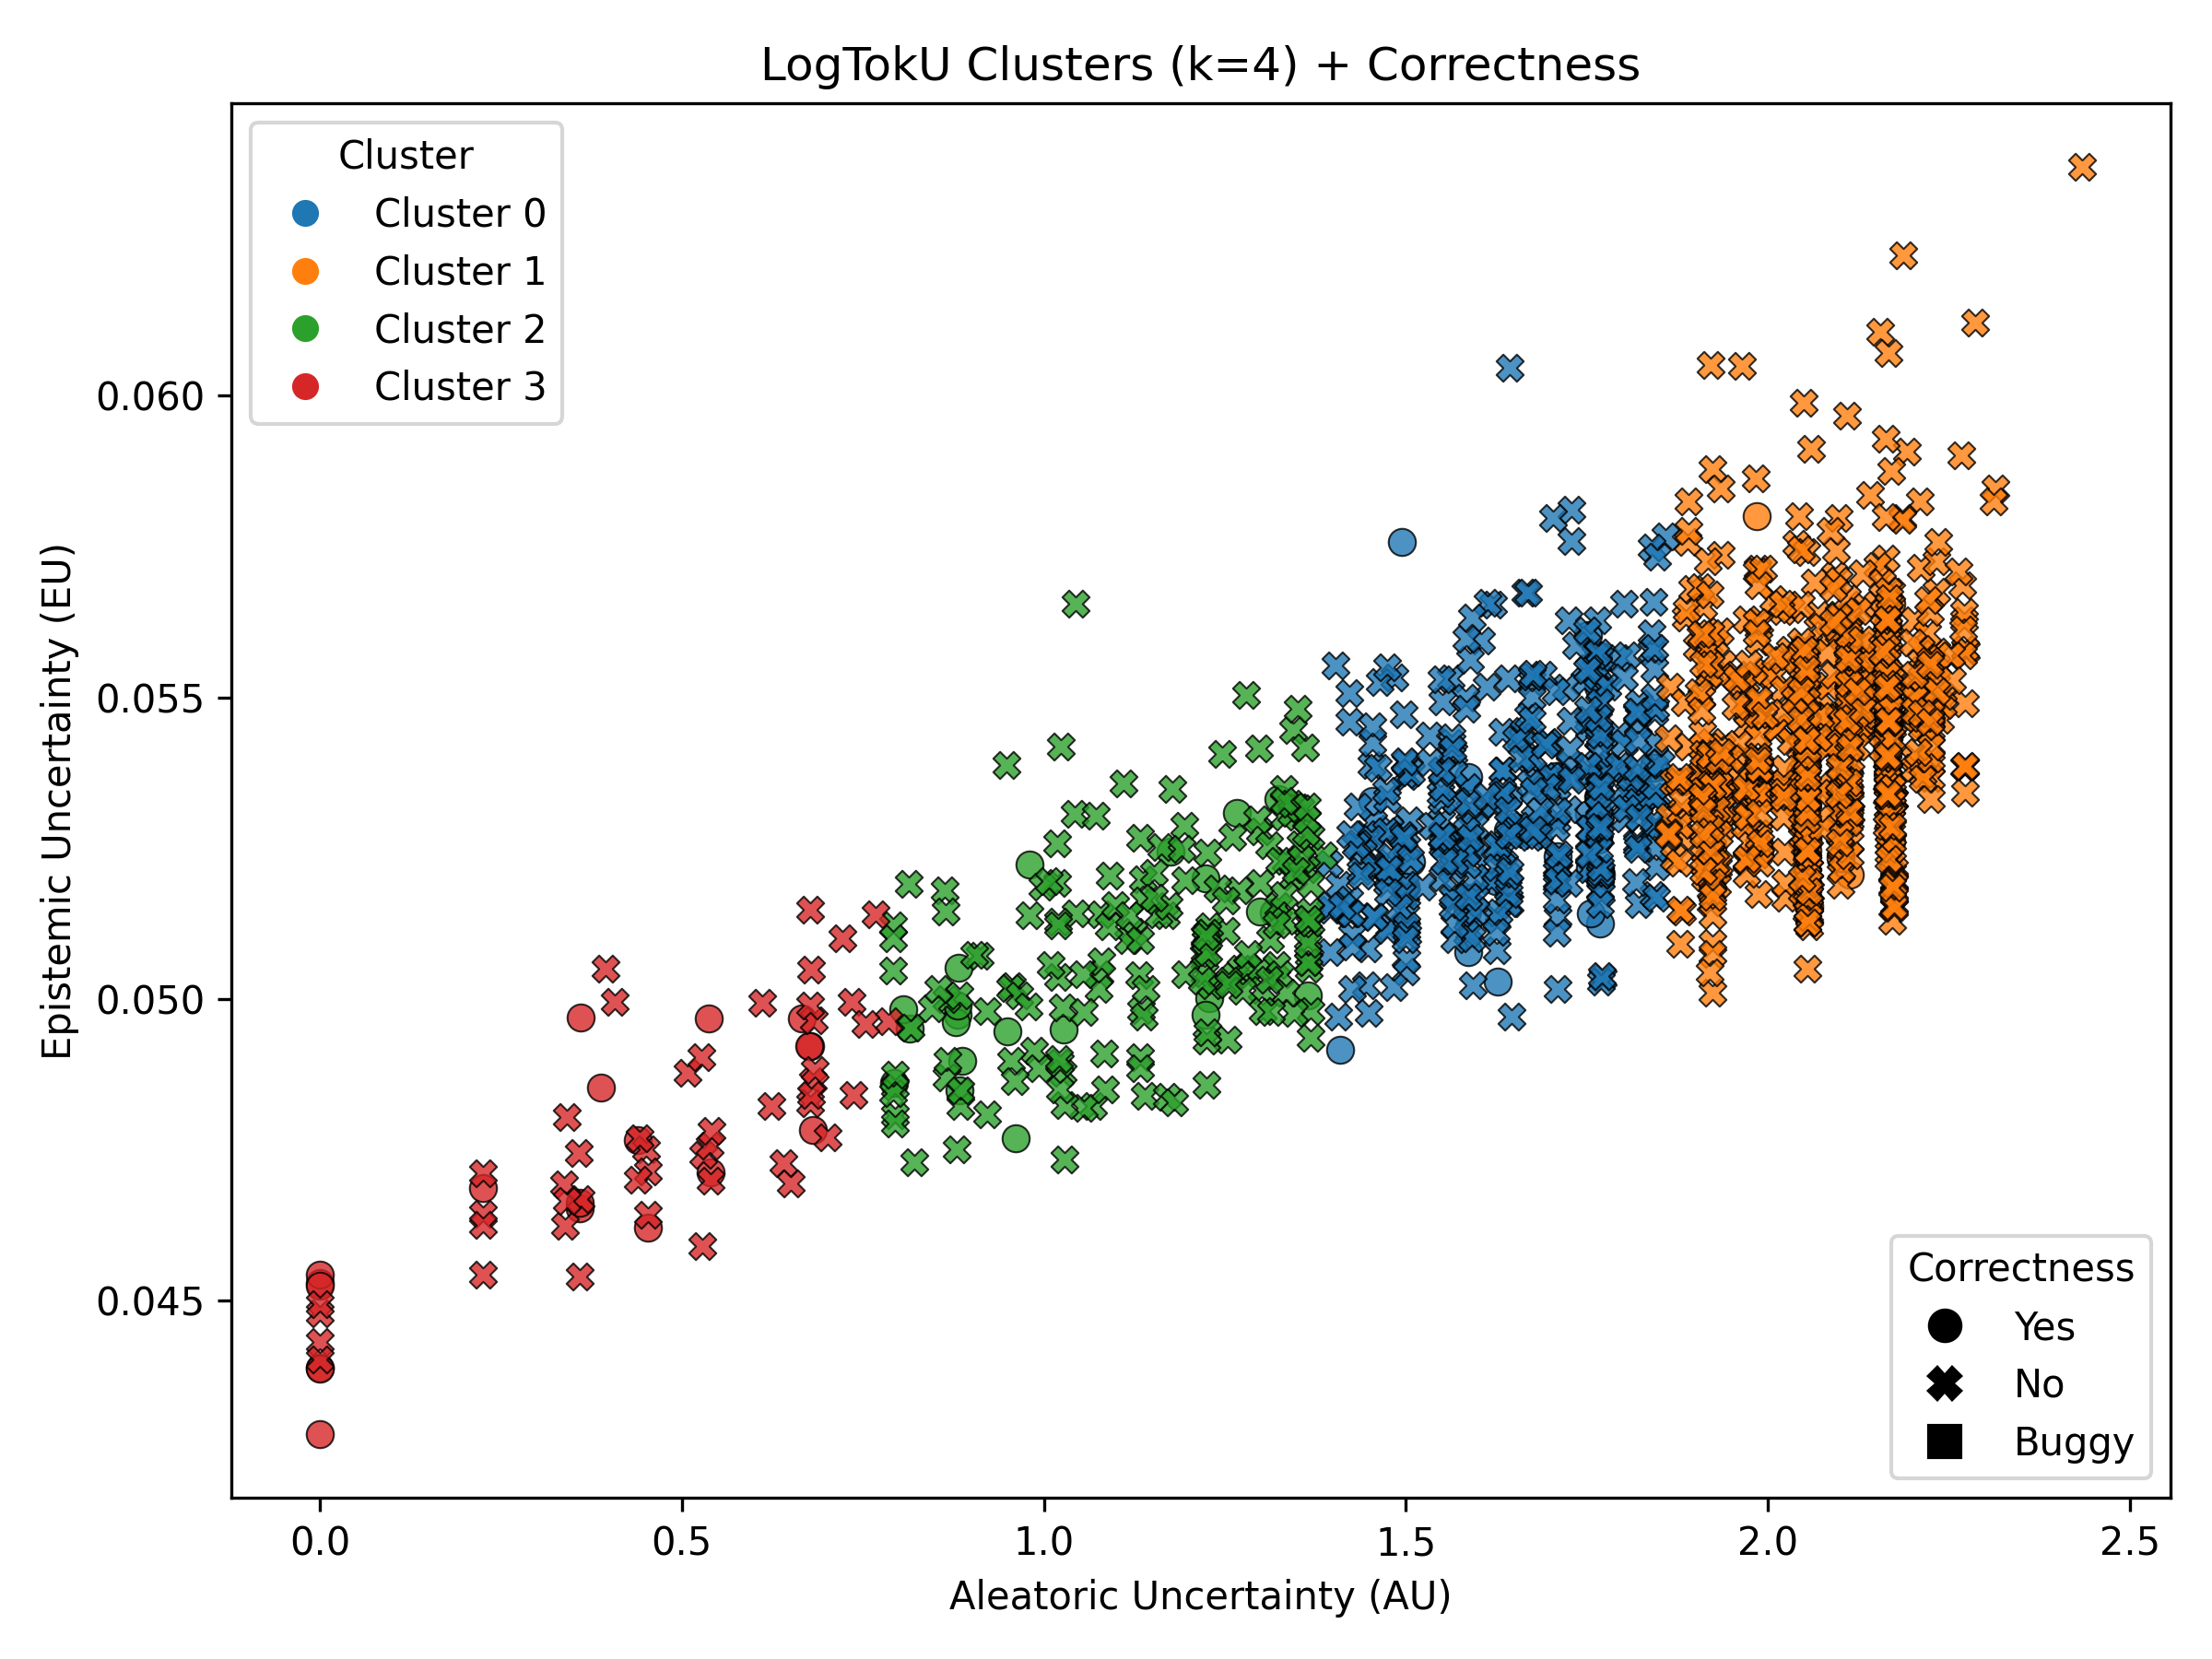 LogTokU Clusters (k=4) + Correctness
Cluster
Cluster 0
Cluster 1
Cluster 2
Cluster 3
Epistemic Uncertainty (EU)
0.060
0.055
0.050
0.045
Correctness
Yes
No
Buggy
0.0 0.5 1.0 1.5 2.0 2.5
Aleatoric Uncertainty (AU)